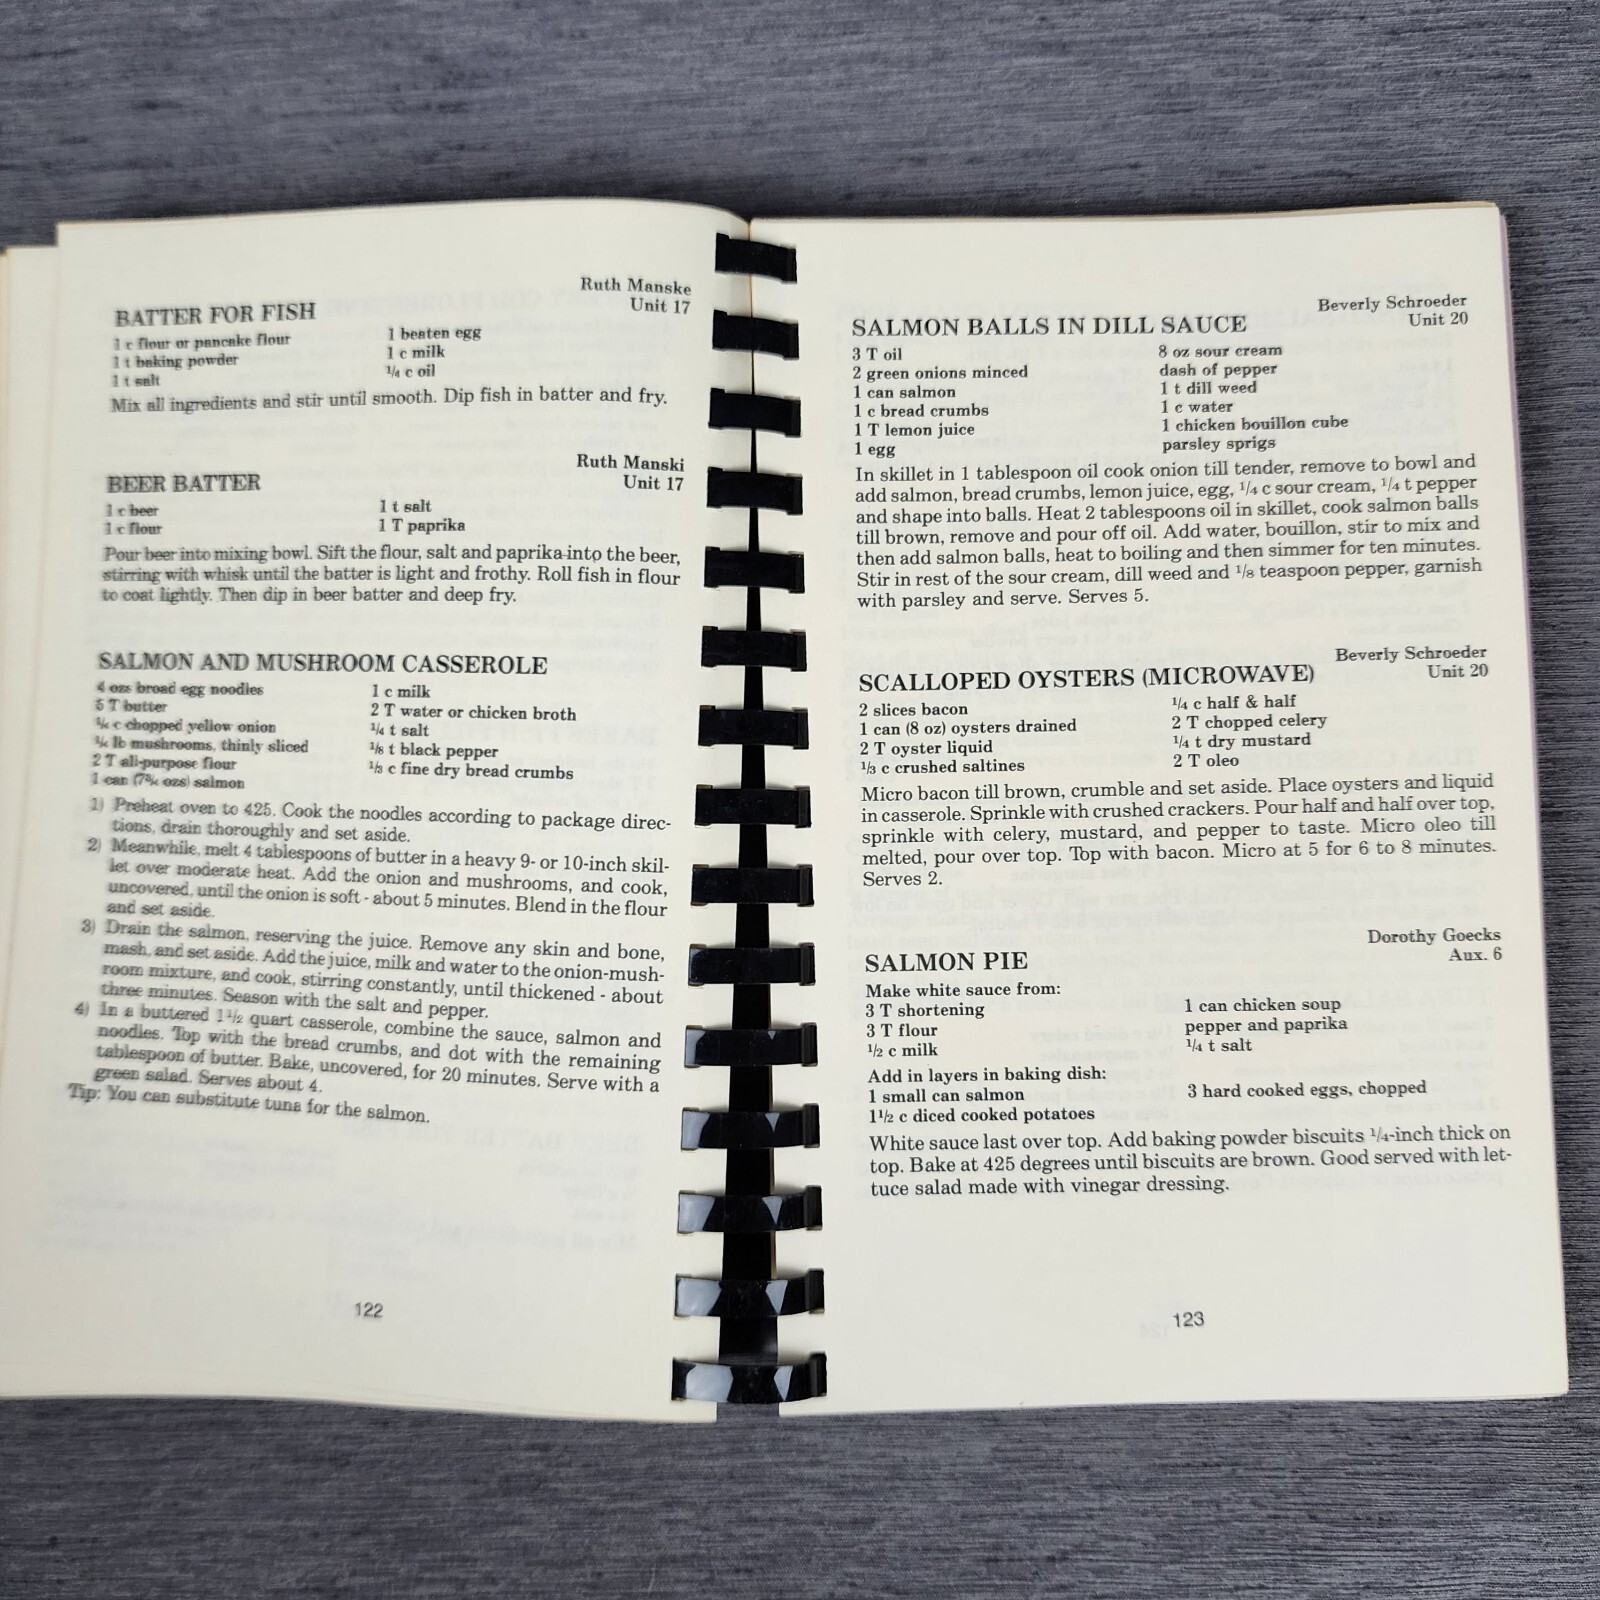 Ruth Manske
Unit 17
BATTER FOR FISH
1 c flour or pancake flour
1 t baking powder
1 t salt
1 beaten egg
1 c milk
1/4 c oil
Mix all ingredients and stir until smooth. Dip fish in batter and fry.
Ruth Manski
Unit 17
BEER BATTER
1 c beer
1 c flour
1 t salt
1 T paprika
Pour beer into mixing bowl. Sift the flour, salt and paprika into the beer,
stirring with whisk until the batter is light and frothy. Roll fish in flour
to coat lightly. Then dip in beer batter and deep fry.
SALMON AND MUSHROOM CASSEROLE
4 ozs broad egg noodles
5 T butter
c chopped yellow onion
lb mushrooms, thinly sliced
2 T all-purpose flour
1 can (7¾ ozs) salmon
1 c milk
2 T water or chicken broth
1/4 t salt
1/8 t black pepper
1/3 c fine dry bread crumbs
1) Preheat oven to 425. Cook the noodles according to package direc-
tions, drain thoroughly and set aside.
2) Meanwhile, melt 4 tablespoons of butter in a heavy 9- or 10-inch skil-
let over moderate heat. Add the onion and mushrooms, and cook,
uncovered, until the onion is soft - about 5 minutes. Blend in the flour
and set aside.
3) Drain the salmon, reserving the juice. Remove any skin and bone,
mash, and set aside. Add the juice, milk and water to the onion-mush-
room mixture, and cook, stirring constantly, until thickened - about
three minutes. Season with the salt and pepper.
4) In a buttered 1 1/2 quart casserole, combine the sauce, salmon and
noodles. Top with the bread crumbs, and dot with the remaining
tablespoon of butter. Bake, uncovered, for 20 minutes. Serve with a
green salad. Serves about 4.
Tip: You can substitute tuna for the salmon.
122
Beverly Schroeder
Unit 20
SALMON BALLS IN DILL SAUCE
3 T oil
2 green onions minced
1 can salmon
1 c bread crumbs
1 T lemon juice
1 egg
8 oz sour cream
dash of pepper
1 t dill weed
1 c water
1 chicken bouillon cube
parsley sprigs
In skillet in 1 tablespoon oil cook onion till tender, remove to bowl and
add salmon, bread crumbs, lemon juice, egg, 1/4 c sour cream, 1/4 t pepper
and shape into balls. Heat 2 tablespoons oil in skillet, cook salmon balls
till brown, remove and pour off oil. Add water, bouillon, stir to mix and
then add salmon balls, heat to boiling and then simmer for ten minutes.
Stir in rest of the sour cream, dill weed and 1/8 teaspoon pepper, garnish
with parsley and serve. Serves 5.
Beverly Schroeder
Unit 20
SCALLOPED OYSTERS (MICROWAVE)
2 slices bacon
1 can (8 oz) oysters drained
2 T oyster liquid
1/3 c crushed saltines
1/4 c half & half
2 T chopped celery
1/4 t dry mustard
2 T oleo
Micro bacon till brown, crumble and set aside. Place oysters and liquid
in casserole. Sprinkle with crushed crackers. Pour half and half over top,
sprinkle with celery, mustard, and pepper to taste. Micro oleo till
melted, pour over top. Top with bacon. Micro at 5 for 6 to 8 minutes.
Serves 2.
Dorothy Goecks
Aux. 6
SALMON PIE
Make white sauce from:
3 T shortening
3 T flour
1/2 c milk
1 can chicken soup
pepper and paprika
1/4 t salt
Add in layers in baking dish:
1 small can salmon
1 1/2 c diced cooked potatoes
3 hard cooked eggs, chopped
White sauce last over top. Add baking powder biscuits 1/4-inch thick on
top. Bake at 425 degrees until biscuits are brown. Good served with let-
tuce salad made with vinegar dressing.
123